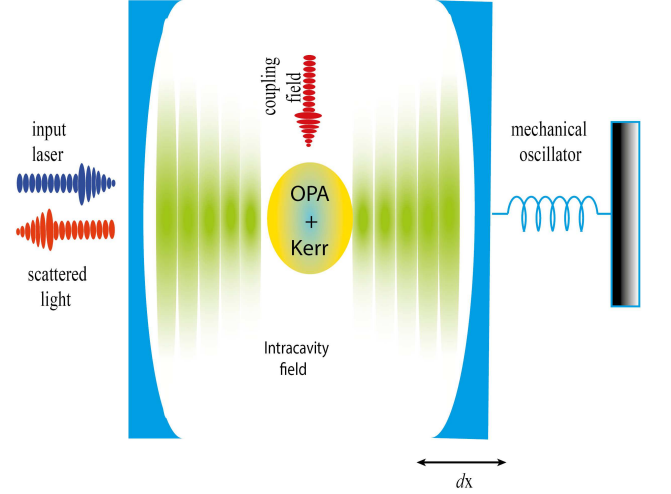 coupling
field
input
laser
mechanical
oscillator
OPA
+
Kerr
scattered
light
Intracavity
field
dx